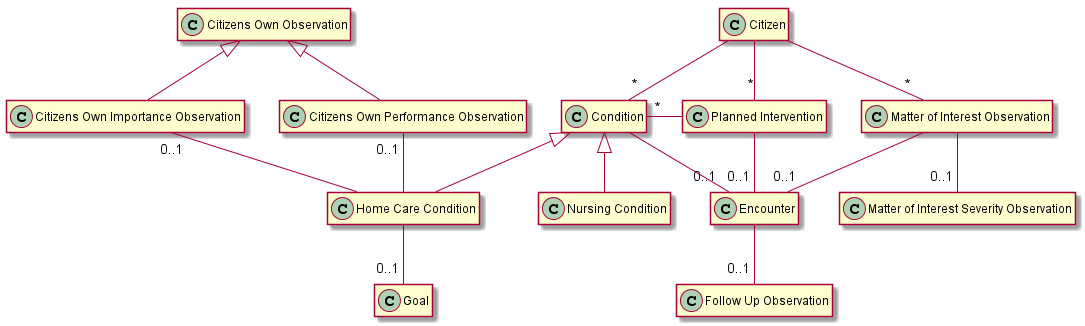 C Citizens Own Observation
C Citizen
*
*
*
C Citizens Own Importance Observation
C Citizens Own Performance Observation
C Condition
*
C Planned Intervention
C Matter of Interest Observation
0..1
0..1
0..1
0..1
0..1
0..1
C Home Care Condition
C Nursing Condition
C Encounter
C Matter of Interest Severity Observation
0..1
0..1
C Goal
C Follow Up Observation